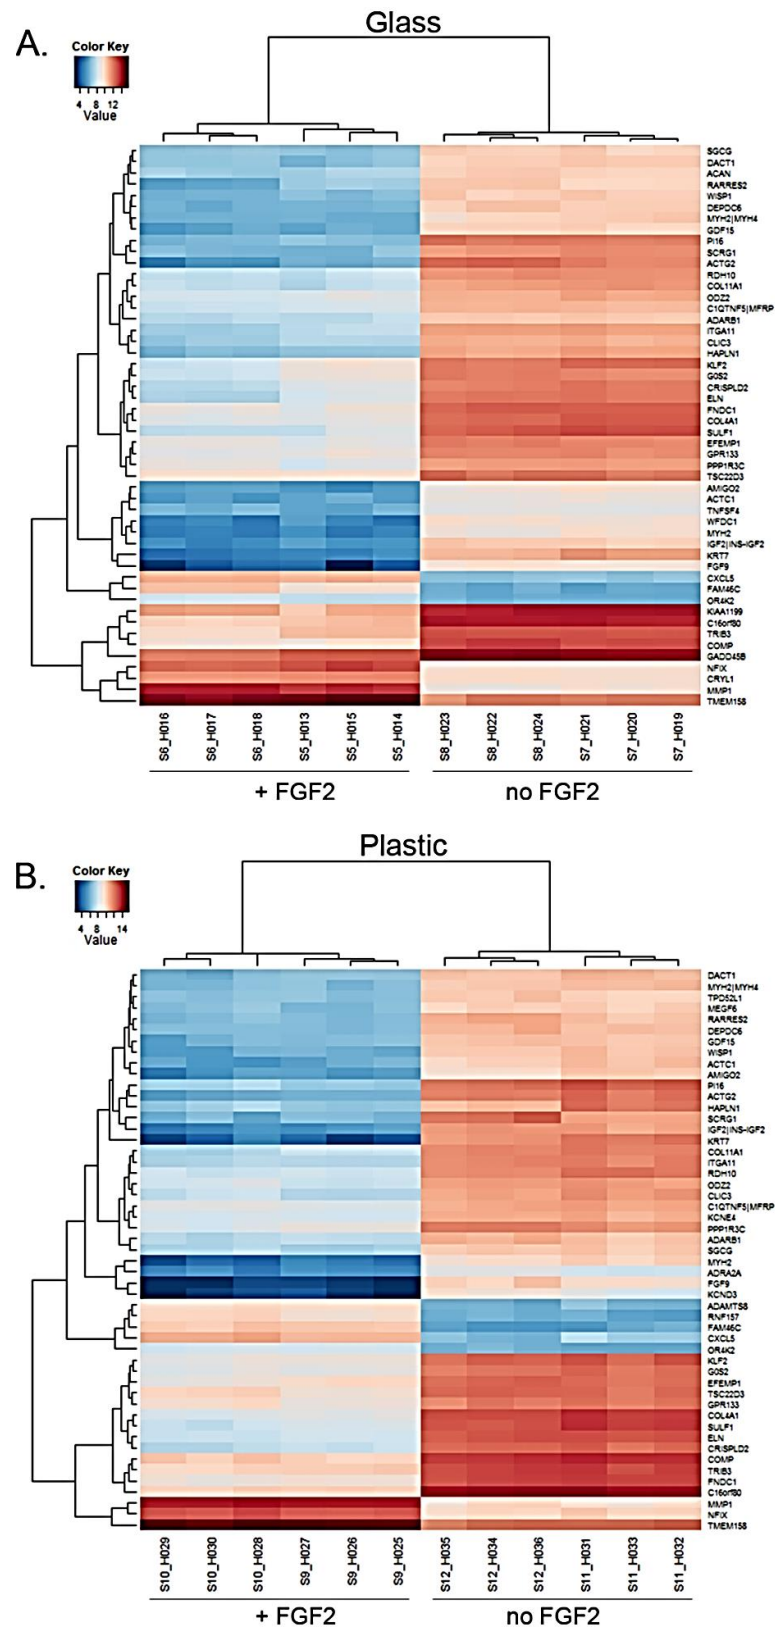 Glass
A.
Color Key
4 8 12
Value
SGCG
DACT1
ACAN
RARRES2
WISP1
DEPDC6
MYH2|MYH4
GDF15
PI16
SCRG1
ACTG2
RDH10
COL11A1
ODZ2
C1QTNF5|MFRP
ADARB1
ITGA11
CLIC3
HAPLN1
KLF2
G0S2
CRISPLD2
ELN
FNDC1
COL4A1
SULF1
EFEMP1
GPR133
PPP1R3C
TSC22D3
AMIGO2
ACTC1
TNFSF4
WFDC1
MYH2
IGF2|INS-IGF2
KRT7
FGF9
CXCL5
FAM46C
OR4K2
KIAA1199
C16orf80
TRIB3
COMP
GADD45B
NFIX
CRYL1
MMP1
TMEM158
S6_H016
S6_H017
S6_H018
S5_H013
S5_H015
S5_H014
S8_H023
S8_H022
S8_H024
S7_H021
S7_H020
S7_H019
+ FGF2
no FGF2
Plastic
B.
Color Key
4 8 14
Value
DACT1
MYH2|MYH4
TPD52L1
MEGF6
RARRES2
DEPDC6
GDF15
WISP1
ACTC1
AMIGO2
PI16
ACTG2
HAPLN1
SCRG1
IGF2|INS-IGF2
KRT7
COL11A1
ITGA11
RDH10
ODZ2
CLIC3
C1QTNF5|MFRP
KCNE4
PPP1R3C
ADARB1
SGCG
MYH2
ADRA2A
FGF9
KCND3
ADAMTS8
RNF157
FAM46C
CXCL5
OR4K2
KLF2
G0S2
EFEMP1
TSC22D3
GPR133
COL4A1
SULF1
ELN
CRISPLD2
COMP
TRIB3
FNDC1
C16orf80
MMP1
NFIX
TMEM158
S10_H029
S10_H030
S10_H028
S9_H027
S9_H026
S9_H025
S12_H035
S12_H034
S12_H036
S11_H031
S11_H033
S11_H032
+ FGF2
no FGF2